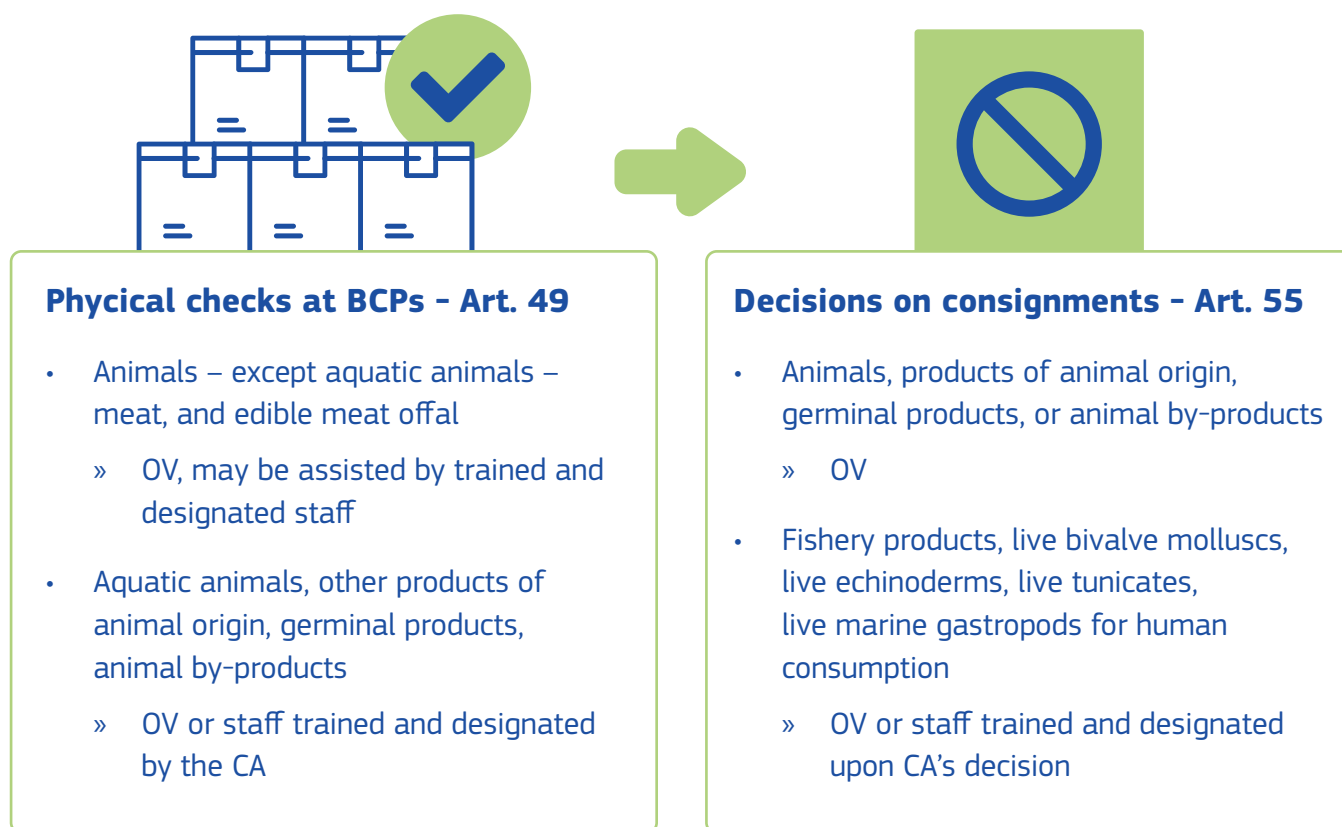 Phycical checks at BCPs – Art. 49
• Animals – except aquatic animals –
meat, and edible meat offal
» OV, may be assisted by trained and
designated staff
• Aquatic animals, other products of
animal origin, germinal products,
animal by-products
» OV or staff trained and designated
by the CA
Decisions on consignments – Art. 55
• Animals, products of animal origin,
germinal products, or animal by-products
» OV
• Fishery products, live bivalve molluscs,
live echinoderms, live tunicates,
live marine gastropods for human
consumption
» OV or staff trained and designated
upon CA’s decision